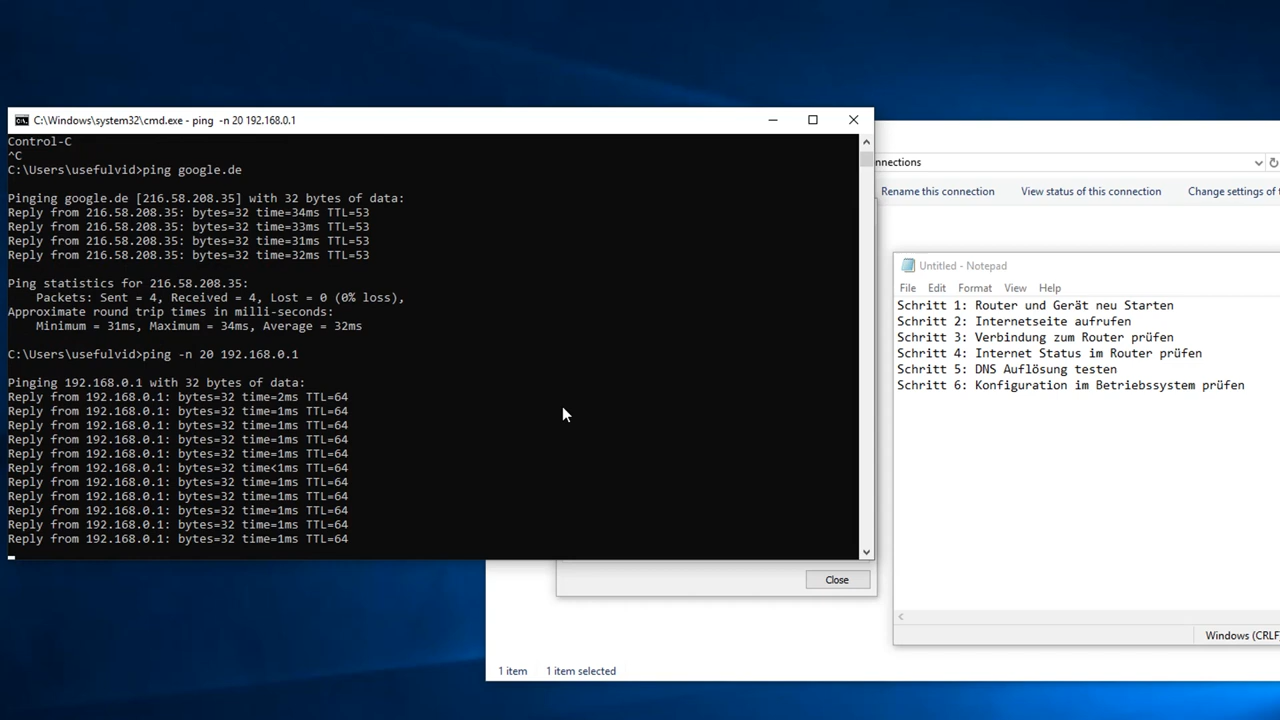 C:\Windows\system32\cmd.exe - ping -n 20 192.168.0.1
Control-C
^C
C:\Users\usefulvid>ping google.de
Pinging google.de [216.58.208.35] with 32 bytes of data:
Reply from 216.58.208.35: bytes=32 time=34ms TTL=53
Reply from 216.58.208.35: bytes=32 time=33ms TTL=53
Reply from 216.58.208.35: bytes=32 time=31ms TTL=53
Reply from 216.58.208.35: bytes=32 time=32ms TTL=53
Ping statistics for 216.58.208.35:
Packets: Sent = 4, Received = 4, Lost = 0 (0% loss),
Approximate round trip times in milli-seconds:
Minimum = 31ms, Maximum = 34ms, Average = 32ms
C:\Users\usefulvid>ping -n 20 192.168.0.1
Pinging 192.168.0.1 with 32 bytes of data:
Reply from 192.168.0.1: bytes=32 time=2ms TTL=64
Reply from 192.168.0.1: bytes=32 time=1ms TTL=64
Reply from 192.168.0.1: bytes=32 time=1ms TTL=64
Reply from 192.168.0.1: bytes=32 time=1ms TTL=64
Reply from 192.168.0.1: bytes=32 time=1ms TTL=64
Reply from 192.168.0.1: bytes=32 time<1ms TTL=64
Reply from 192.168.0.1: bytes=32 time=1ms TTL=64
Reply from 192.168.0.1: bytes=32 time=1ms TTL=64
Reply from 192.168.0.1: bytes=32 time=1ms TTL=64
Reply from 192.168.0.1: bytes=32 time=1ms TTL=64
Reply from 192.168.0.1: bytes=32 time=1ms TTL=64
nnections
Rename this connection View status of this connection Change settings of t
Untitled - Notepad
File Edit Format View Help
Schritt 1: Router und Gerät neu Starten
Schritt 2: Internetseite aufrufen
Schritt 3: Verbindung zum Router prüfen
Schritt 4: Internet Status im Router prüfen
Schritt 5: DNS Auflösung testen
Schritt 6: Konfiguration im Betriebssystem prüfen
Windows (CRLF
Close
1 item 1 item selected